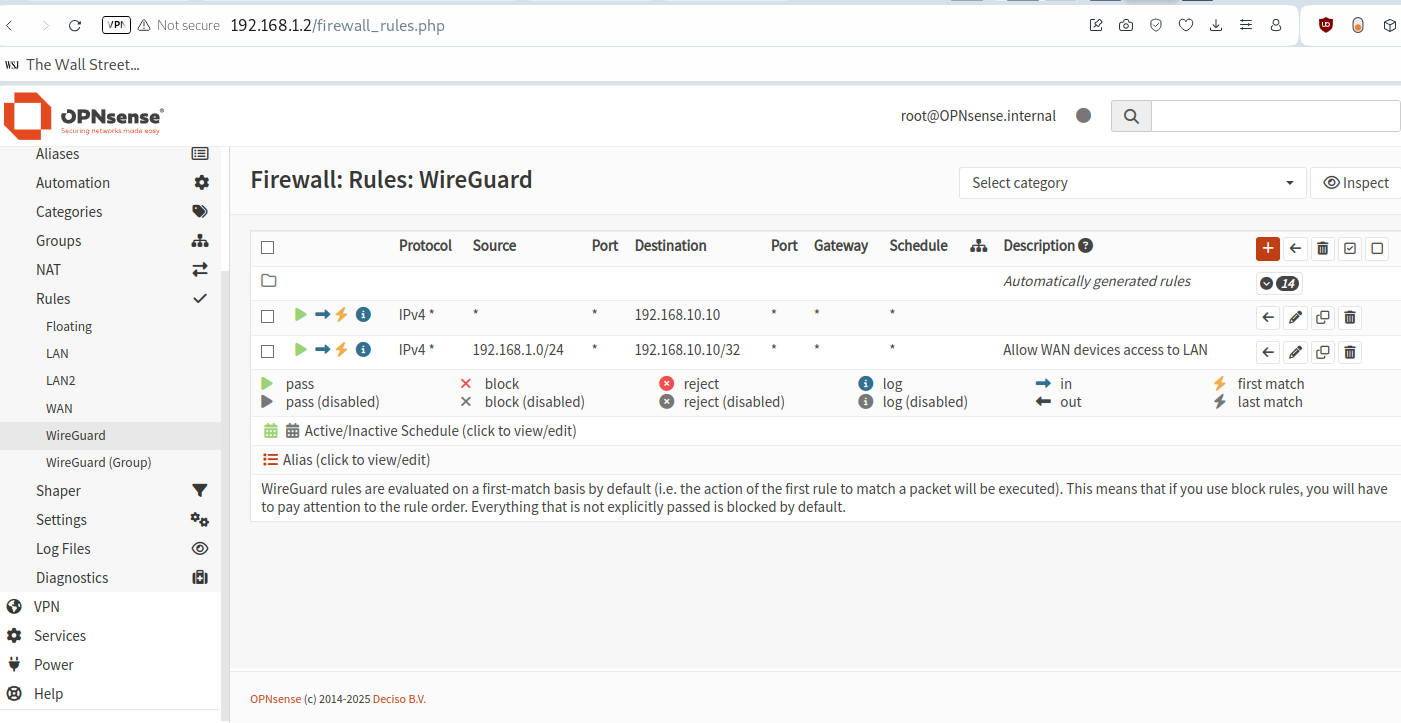 VPN Not secure 192.168.1.2/firewall_rules.php
WSJ The Wall Street...
OPNsense®
Securing networks made easy
root@OPNsense.internal
Aliases
Automation
Categories
Groups
NAT
Rules
Floating
LAN
LAN2
WAN
WireGuard
WireGuard (Group)
Shaper
Settings
Log Files
Diagnostics
VPN
Services
Power
Help
Firewall: Rules: WireGuard
Select category
Inspect
Protocol Source Port Destination Port Gateway Schedule Description
Automatically generated rules 14
IPv4 * * * 192.168.10.10 * * *
IPv4 * 192.168.1.0/24 * 192.168.10.10/32 * * * Allow WAN devices access to LAN
pass block reject log in first match
pass (disabled) block (disabled) reject (disabled) log (disabled) out last match
Active/Inactive Schedule (click to view/edit)
Alias (click to view/edit)
WireGuard rules are evaluated on a first-match basis by default (i.e. the action of the first rule to match a packet will be executed). This means that if you use block rules, you will have
to pay attention to the rule order. Everything that is not explicitly passed is blocked by default.
OPNsense (c) 2014-2025 Deciso B.V.